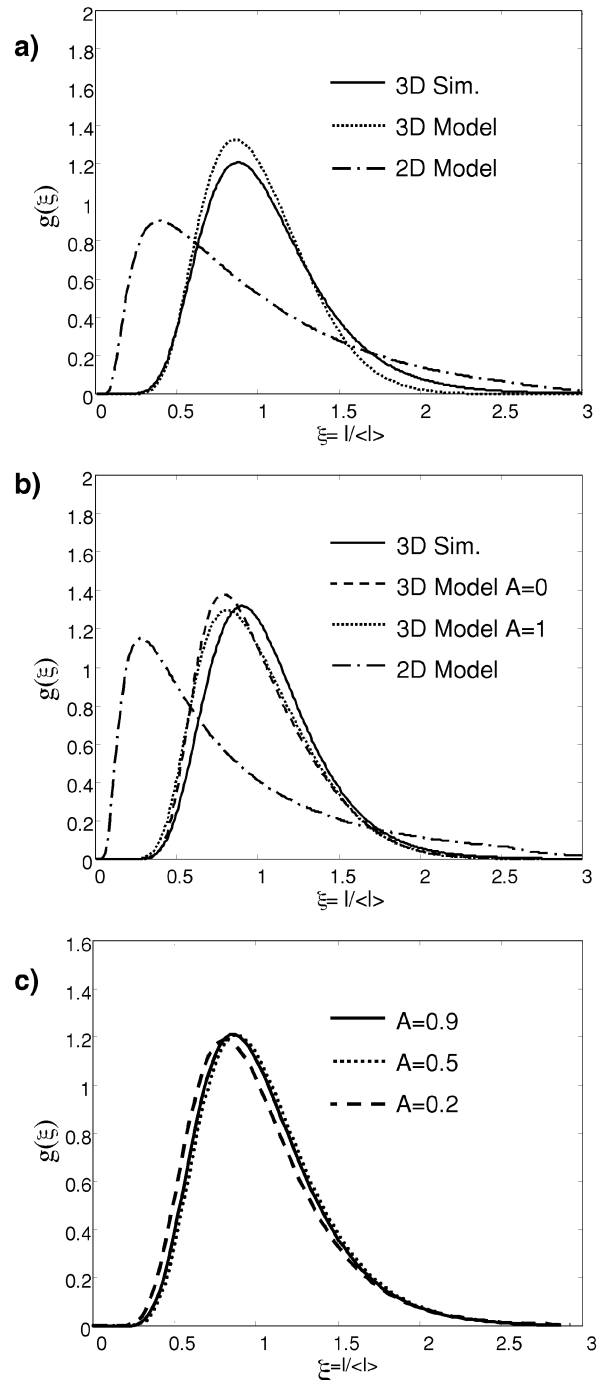 a)
2
1.8
1.6
1.4
1.2
1
0.8
0.6
0.4
0.2
0
g(ξ)
3D Sim.
3D Model
2D Model
0 0.5 1 1.5 2 2.5 3
ξ= l/<l>
b)
2
1.8
1.6
1.4
1.2
1
0.8
0.6
0.4
0.2
0
g(ξ)
3D Sim.
3D Model A=0
3D Model A=1
2D Model
0 0.5 1 1.5 2 2.5 3
ξ= l/<l>
c)
1.6
1.4
1.2
1
0.8
0.6
0.4
0.2
0
g(ξ)
A=0.9
A=0.5
A=0.2
0 0.5 1 1.5 2 2.5 3
ξ=l/<l>